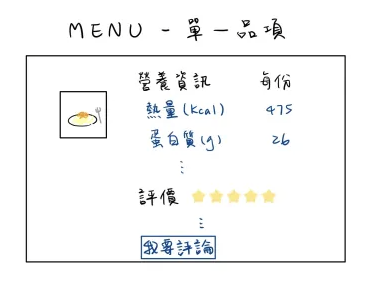 MENU - 單一品項
營養資訊 每份
熱量(kcal) 475
蛋白質(g) 26
⋮
評價
⋮
我要評論